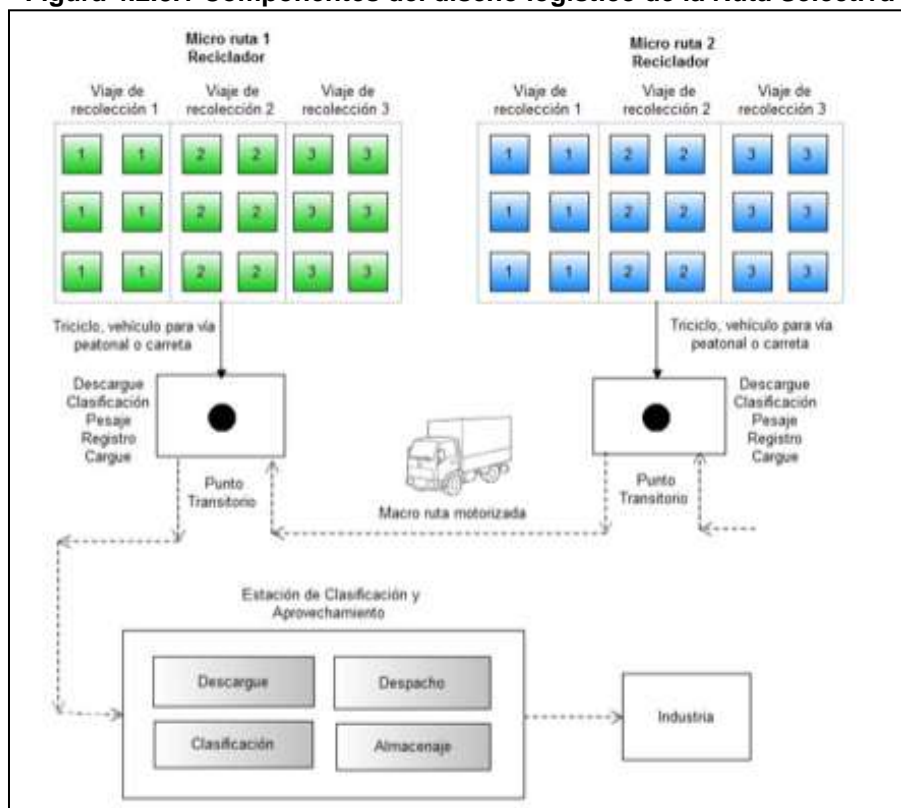 Componentes del diseño logístico de la Ruta Selectiva
Micro ruta 1
Reciclador
Viaje de
recolección 1
Viaje de
recolección 2
Viaje de
recolección 3
1 1 2 2 3 3
1 1 2 2 3 3
1 1 2 2 3 3
Triciclo, vehículo para vía
peatonal o carreta
Descargue
Clasificación
Pesaje
Registro
Cargue
Punto
Transitorio
Micro ruta 2
Reciclador
Viaje de
recolección 1
Viaje de
recolección 2
Viaje de
recolección 3
1 1 2 2 3 3
1 1 2 2 3 3
1 1 2 2 3 3
Triciclo, vehículo para vía
peatonal o carreta
Descargue
Clasificación
Pesaje
Registro
Cargue
Punto
Transitorio
Macro ruta motorizada
Estación de Clasificación y
Aprovechamiento
Descargue
Despacho
Clasificación
Almacenaje
Industria